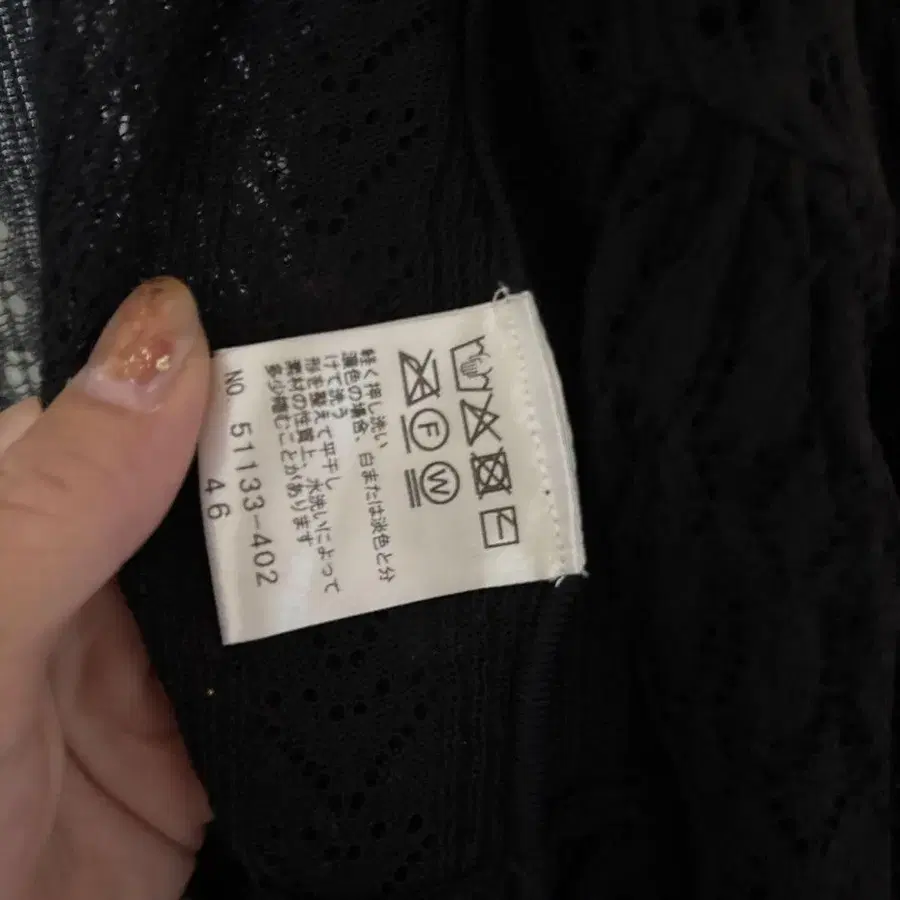 F
W
軽く押し洗い
濃色の場合、白または淡色と分
けて洗う
形を整えて平干し
素材の性質上、水洗いによって
多少縮むことがあります
NO 51133-402
46